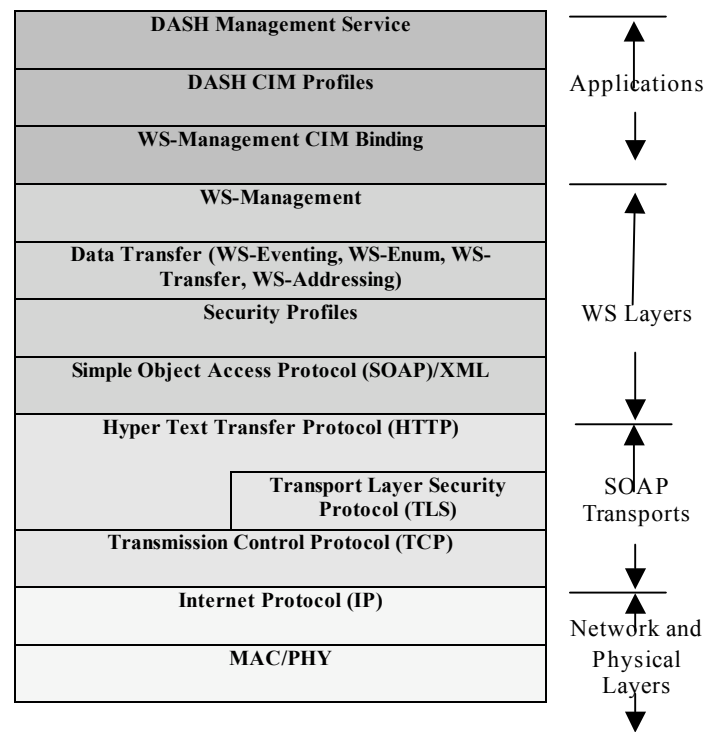 DASH Management Service
DASH CIM Profiles
WS-Management CIM Binding
WS-Management
Data Transfer (WS-Eventing, WS-Enum, WS-
Transfer, WS-Addressing)
Security Profiles
Simple Object Access Protocol (SOAP)/XML
Hyper Text Transfer Protocol (HTTP)
Transport Layer Security
Protocol (TLS)
Transmission Control Protocol (TCP)
Internet Protocol (IP)
MAC/PHY
Applications
WS Layers
SOAP
Transports
Network and
Physical
Layers